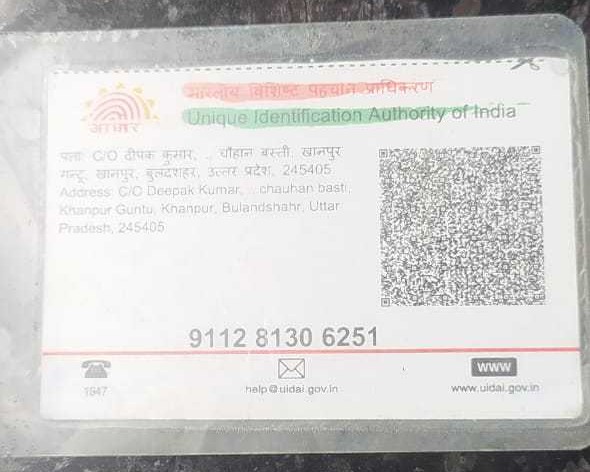 भारतीय विशिष्ट पहचान प्राधिकरण
Unique Identification Authority of India
आधार
पता: C/O दीपक कुमार, ., चौहान बस्ती, खानपुर
गन्टू, खानपुर, बुलंदशहर, उत्तर प्रदेश, 245405
Address: C/O Deepak Kumar, ., chauhan basti,
Khanpur Guntu, Khanpur, Bulandshahr, Uttar
Pradesh, 245405
9112 8130 6251
1947
help@uidai.gov.in
www
www.uidai.gov.in